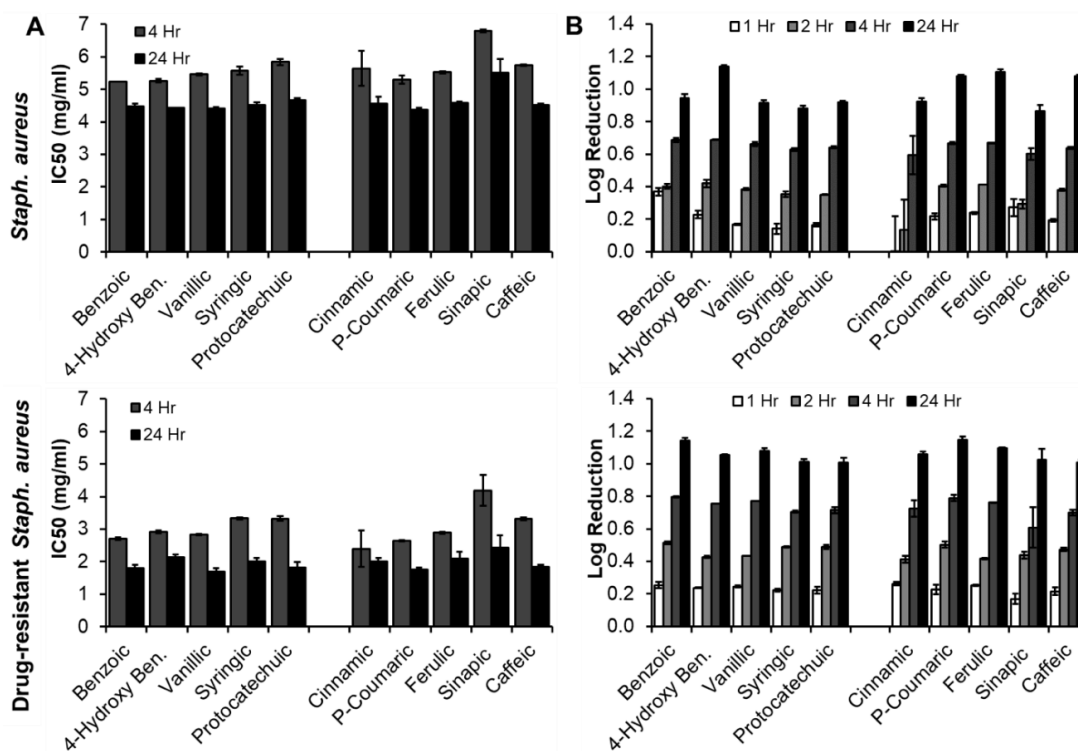 A
4 Hr
24 Hr
Staph. aureus
IC50 (mg/ml)
7
6
5
4
3
2
1
0
Benzoic
4-Hydroxy Ben.
Vanillic
Syringic
Protocatechuic
Cinnamic
P-Coumaric
Ferulic
Sinapic
Caffeic
B
1 Hr 2 Hr 4 Hr 24 Hr
Log Reduction
1.4
1.2
1.0
0.8
0.6
0.4
0.2
0.0
Benzoic
4-Hydroxy Ben.
Vanillic
Syringic
Protocatechuic
Cinnamic
P-Coumaric
Ferulic
Sinapic
Caffeic
Drug-resistant Staph. aureus
4 Hr
24 Hr
IC50 (mg/ml)
7
6
5
4
3
2
1
0
Benzoic
4-Hydroxy Ben.
Vanillic
Syringic
Protocatechuic
Cinnamic
P-Coumaric
Ferulic
Sinapic
Caffeic
1 Hr 2 Hr 4 Hr 24 Hr
Log Reduction
1.4
1.2
1.0
0.8
0.6
0.4
0.2
0.0
Benzoic
4-Hydroxy Ben.
Vanillic
Syringic
Protocatechuic
Cinnamic
P-Coumaric
Ferulic
Sinapic
Caffeic